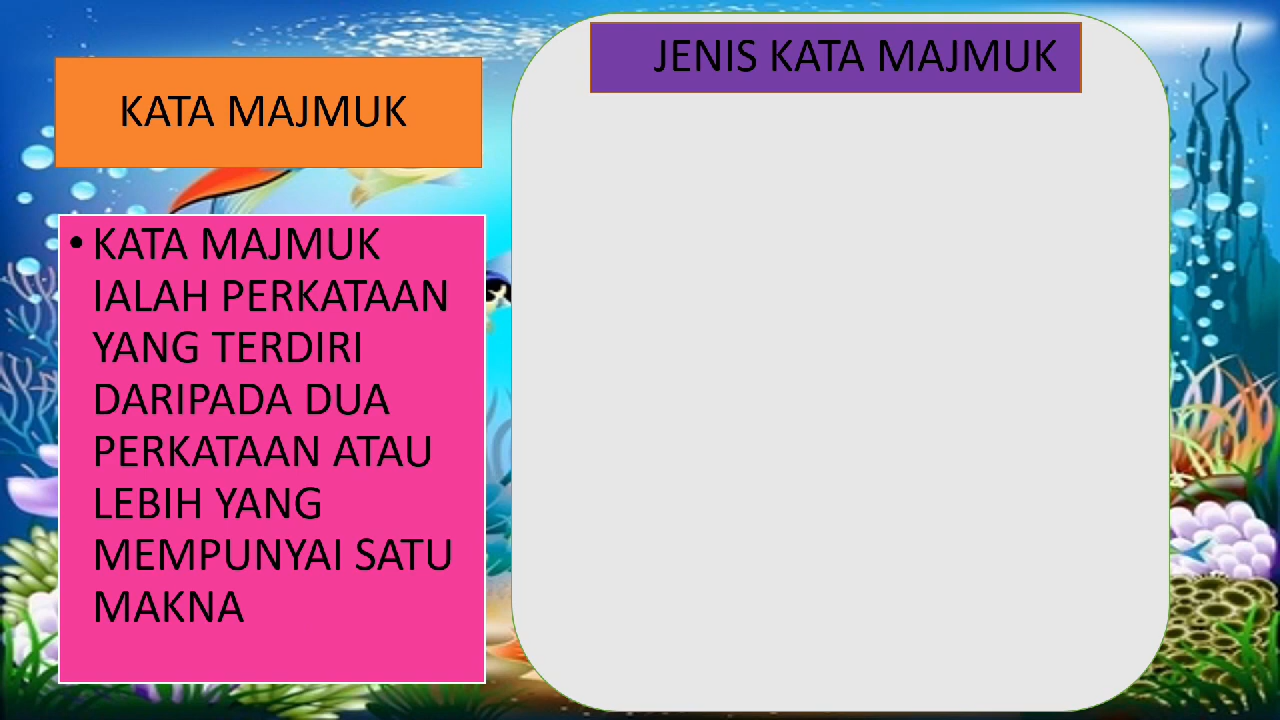 KATA MAJMUK
• KATA MAJMUK
IALAH PERKATAAN
YANG TERDIRI
DARIPADA DUA
PERKATAAN ATAU
LEBIH YANG
MEMPUNYAI SATU
MAKNA
JENIS KATA MAJMUK